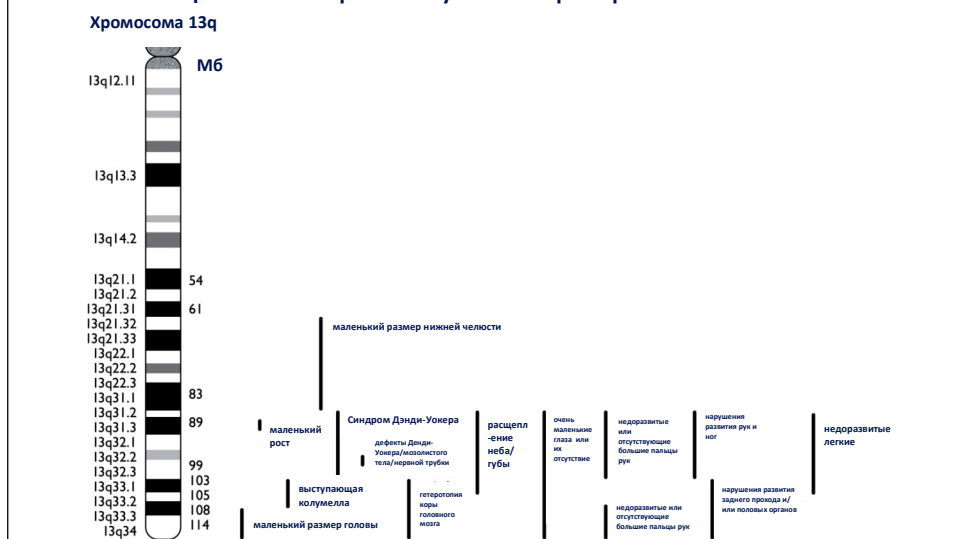 Хромосома 13q
Мб
13q12.11
13q13.3
13q14.2
13q21.1
13q21.2
13q21.31
13q21.32
13q21.33
13q22.1
13q22.2
13q22.3
13q31.1
13q31.2
13q31.3
13q32.1
13q32.2
13q32.3
13q33.1
13q33.2
13q33.3
13q34
54
61
83
89
99
103
105
108
114
маленький размер нижней челюсти
маленький
рост
Синдром Дэнди-Уокера
дефекты Денди-
Уокера/мозолистого
тела/нервной трубки
расщепл
-ение
неба/
губы
очень
маленькие
глаза или
их
отсутствие
недоразвитые
или
отсутствующие
большие пальцы
рук
нарушения
развития рук и
ног
недоразвитые
легкие
выступающая
колумелла
гетеротопия
коры
головного
мозга
нарушения развития
заднего прохода и/
или половых органов
маленький размер головы
недоразвитые или
отсутствующие
большие пальцы рук